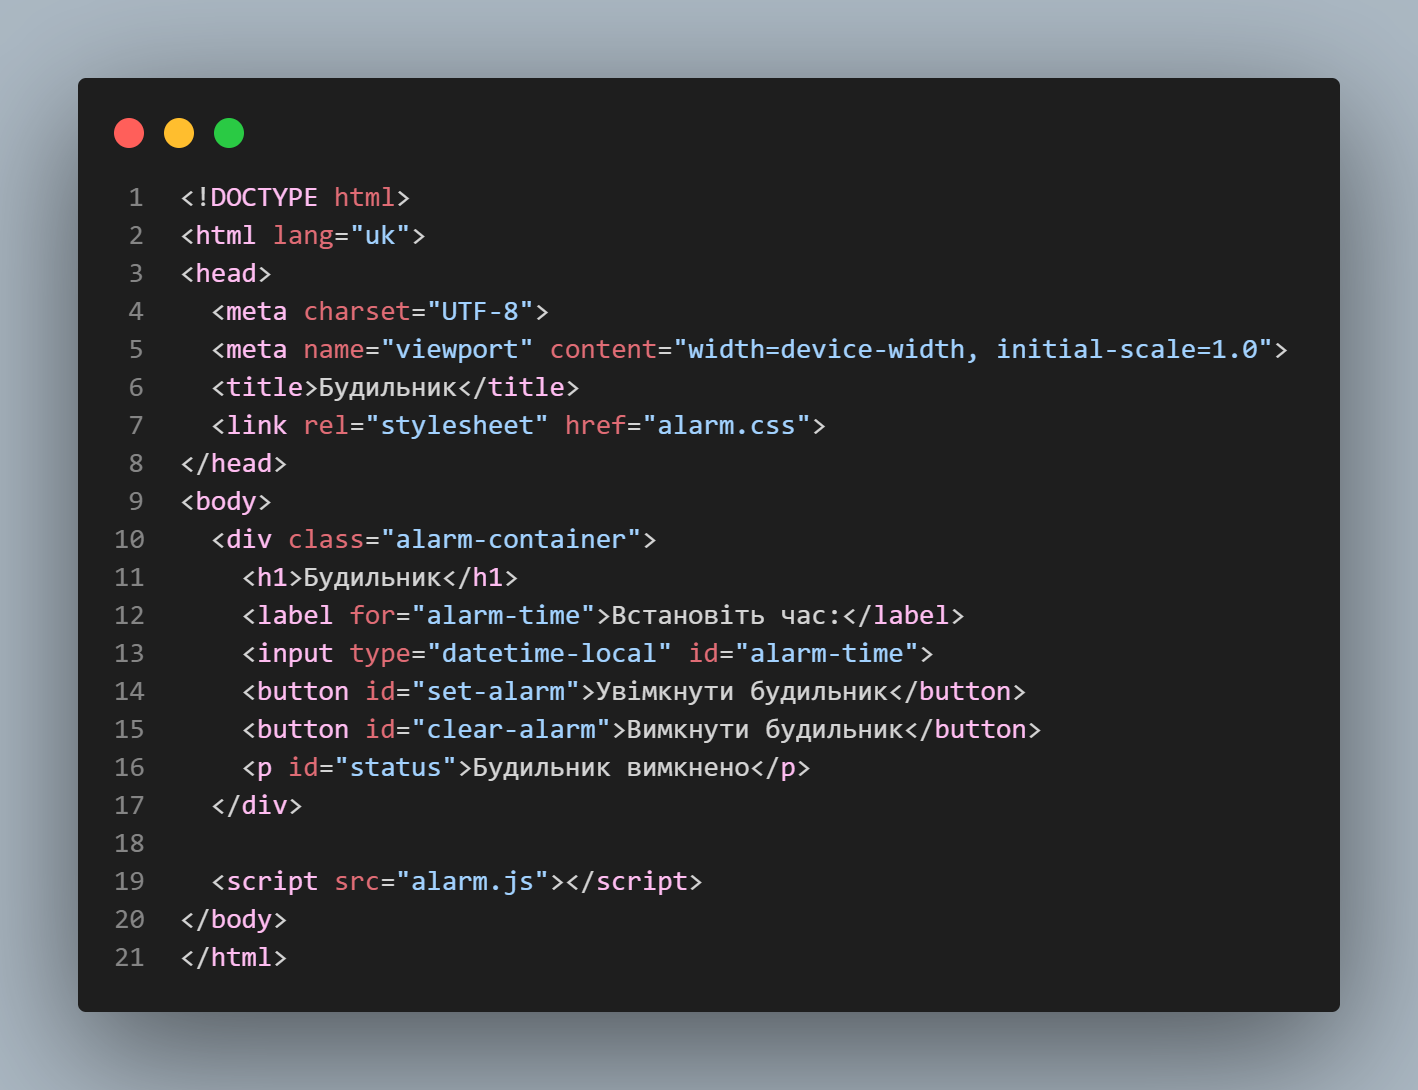 1 <!DOCTYPE html>
2 <html lang="uk">
3 <head>
4   <meta charset="UTF-8">
5   <meta name="viewport" content="width=device-width, initial-scale=1.0">
6   <title>Будильник</title>
7   <link rel="stylesheet" href="alarm.css">
8 </head>
9 <body>
10   <div class="alarm-container">
11     <h1>Будильник</h1>
12     <label for="alarm-time">Встановіть час:</label>
13     <input type="datetime-local" id="alarm-time">
14     <button id="set-alarm">Увімкнути будильник</button>
15     <button id="clear-alarm">Вимкнути будильник</button>
16     <p id="status">Будильник вимкнено</p>
17   </div>
18
19   <script src="alarm.js"></script>
20 </body>
21 </html>